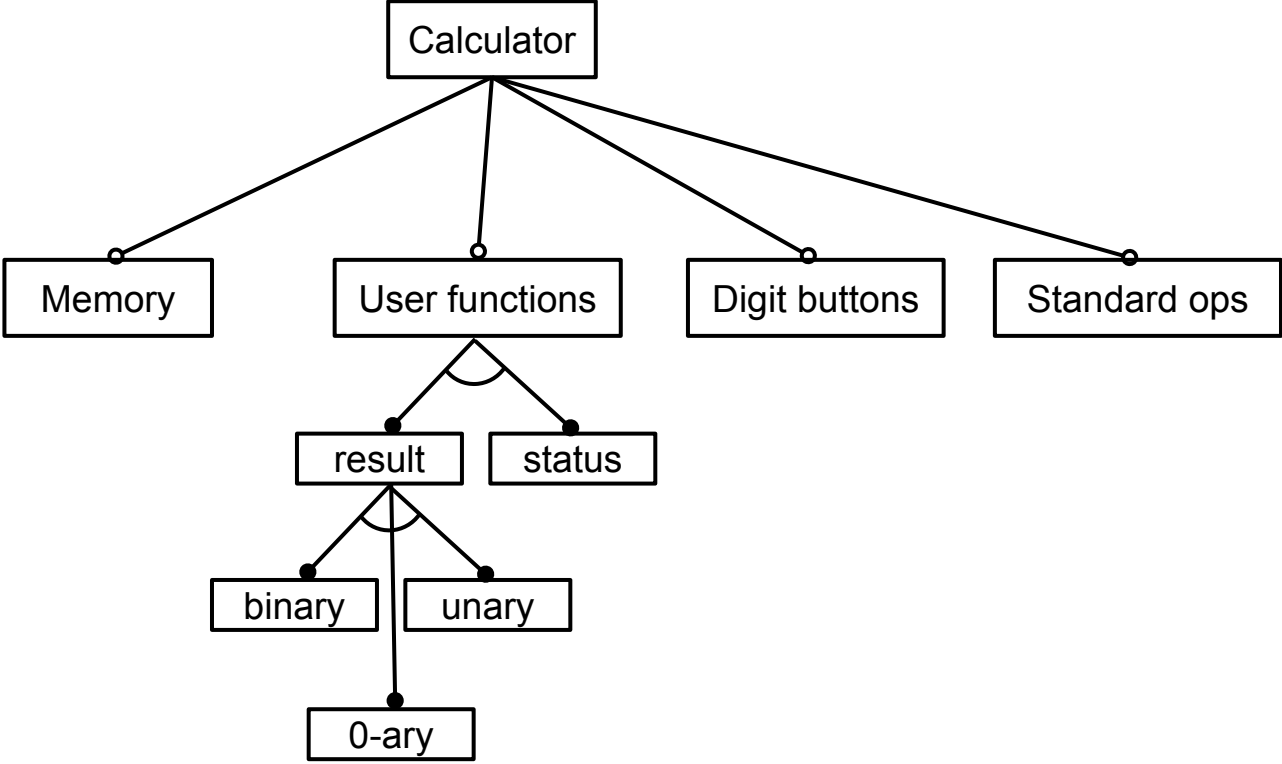 Calculator
Memory
User functions
Digit buttons
Standard ops
result
status
binary
unary
0-ary